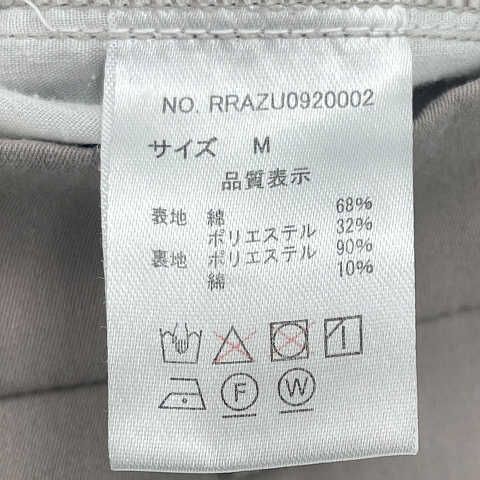 NO. RRAZU0920002
サイズ M
品質表示
表地 綿 68%
ポリエステル 32%
裏地 ポリエステル 90%
綿 10%
F W